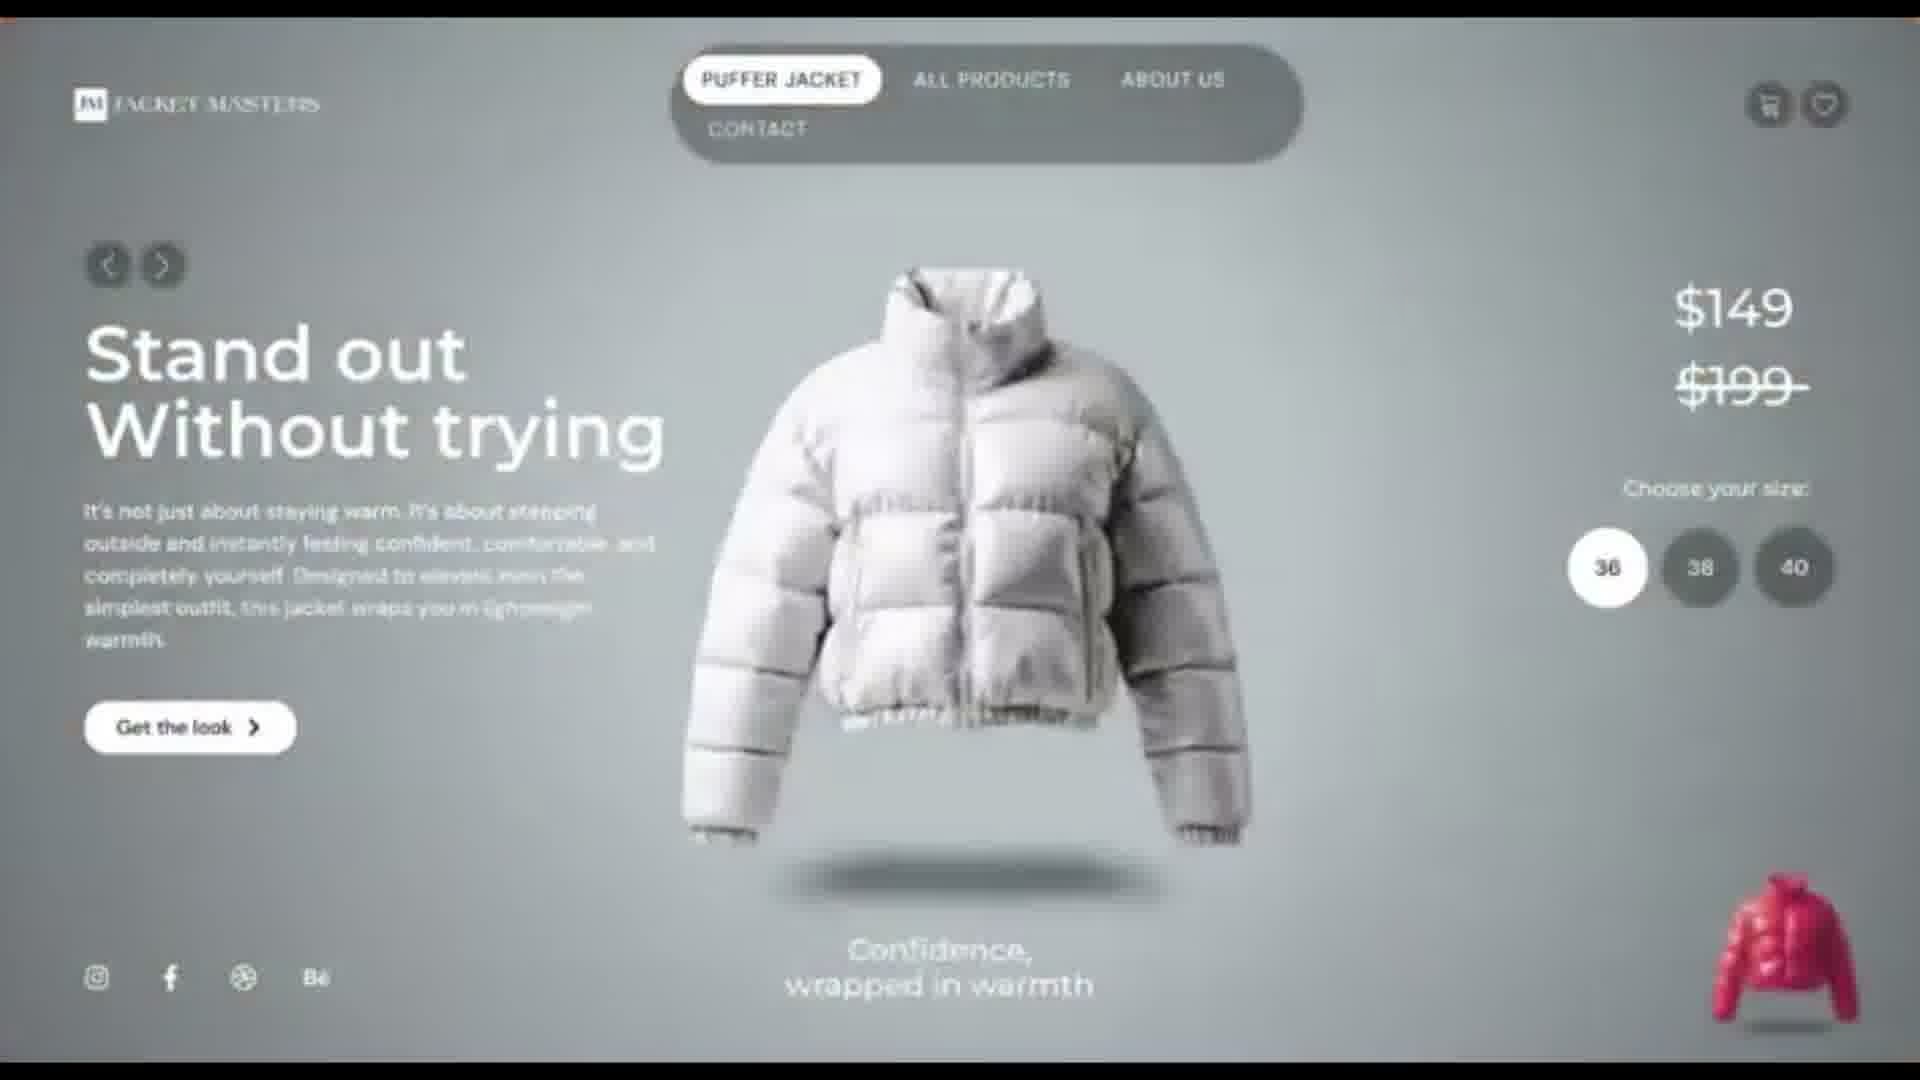 JM JACKET MASTERS
PUFFER JACKET ALL PRODUCTS ABOUT US
CONTACT
Stand out
Without trying
It's not just about staying warm. It's about stepping
outside and instantly feeling confident, comfortable, and
completely yourself. Designed to elevate even the
simplest outfit, this jacket wraps you in lightweight
warmth.
Get the look
$149
$199
Choose your size:
36 38 40
Confidence,
wrapped in warmth
Bē